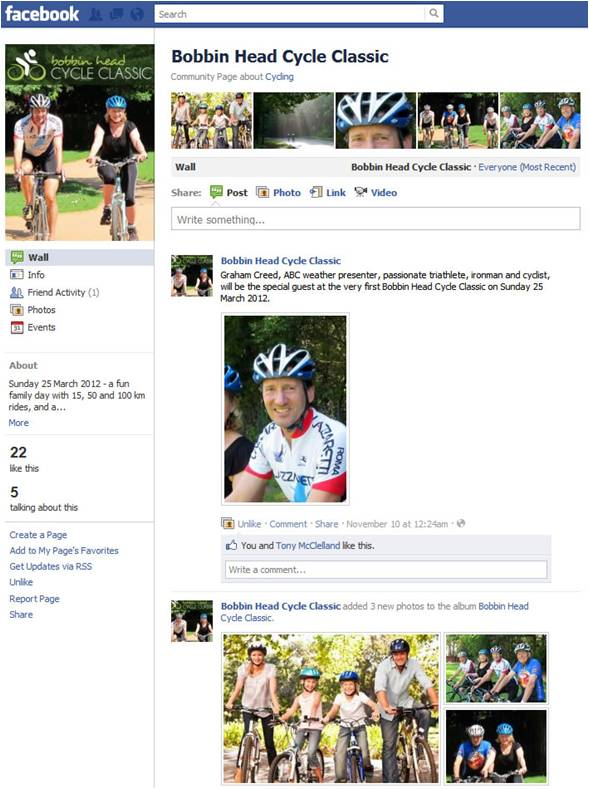 facebook
Search
bobbin head
CYCLE CLASSIC
Bobbin Head Cycle Classic
Community Page about Cycling
Wall
Bobbin Head Cycle Classic · Everyone (Most Recent)
Share: Post Photo Link Video
Write something...
Wall
Info
Friend Activity (1)
Photos
31 Events
About
Sunday 25 March 2012 - a fun
family day with 15, 50 and 100 km
rides, and a...
More
22
like this
5
talking about this
Create a Page
Add to My Page's Favorites
Get Updates via RSS
Unlike
Report Page
Share
CYCLE CLASSIC
Bobbin Head Cycle Classic
Graham Creed, ABC weather presenter, passionate triathlete, ironman and cyclist,
will be the special guest at the very first Bobbin Head Cycle Classic on Sunday 25
March 2012.
LAZZARETTI
ROMA
Unlike · Comment · Share · November 10 at 12:24am ·
You and Tony McClelland like this.
Write a comment...
CYCLE CLASSIC
Bobbin Head Cycle Classic added 3 new photos to the album Bobbin Head
Cycle Classic.